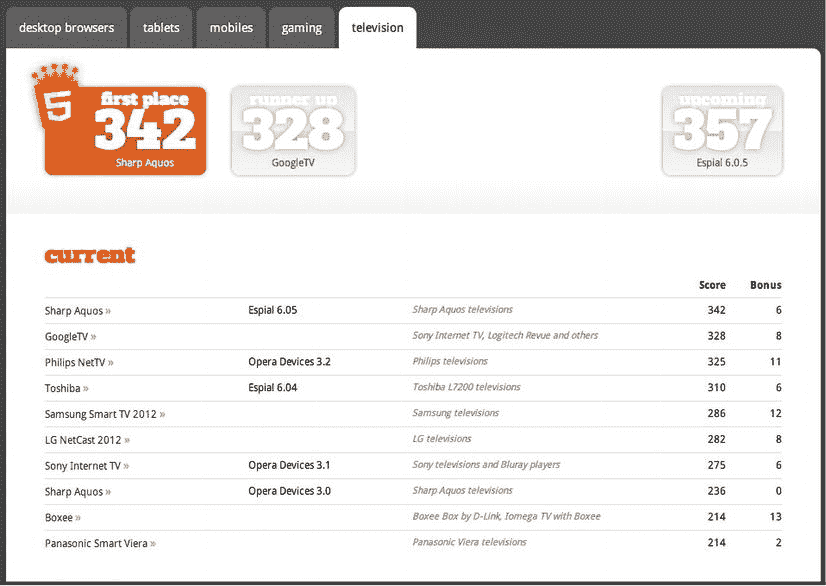 desktop browsers tablets mobiles gaming television
first place runner up upcoming
5 342 328 357
Sharp Aquos GoogleTV Espial 6.0.5
current
Score Bonus
Sharp Aquos » Espial 6.05 Sharp Aquos televisions 342 6
GoogleTV » Sony Internet TV, Logitech Revue and others 328 8
Philips NetTV » Opera Devices 3.2 Philips televisions 325 11
Toshiba » Espial 6.04 Toshiba L7200 televisions 310 6
Samsung Smart TV 2012 » Samsung televisions 286 12
LG NetCast 2012 » LG televisions 282 8
Sony Internet TV » Opera Devices 3.1 Sony televisions and Bluray players 275 6
Sharp Aquos » Opera Devices 3.0 Sharp Aquos televisions 236 0
Boxee » Boxee Box by D-Link, Iomega TV with Boxee 214 13
Panasonic Smart Viera » Panasonic Viera televisions 214 2